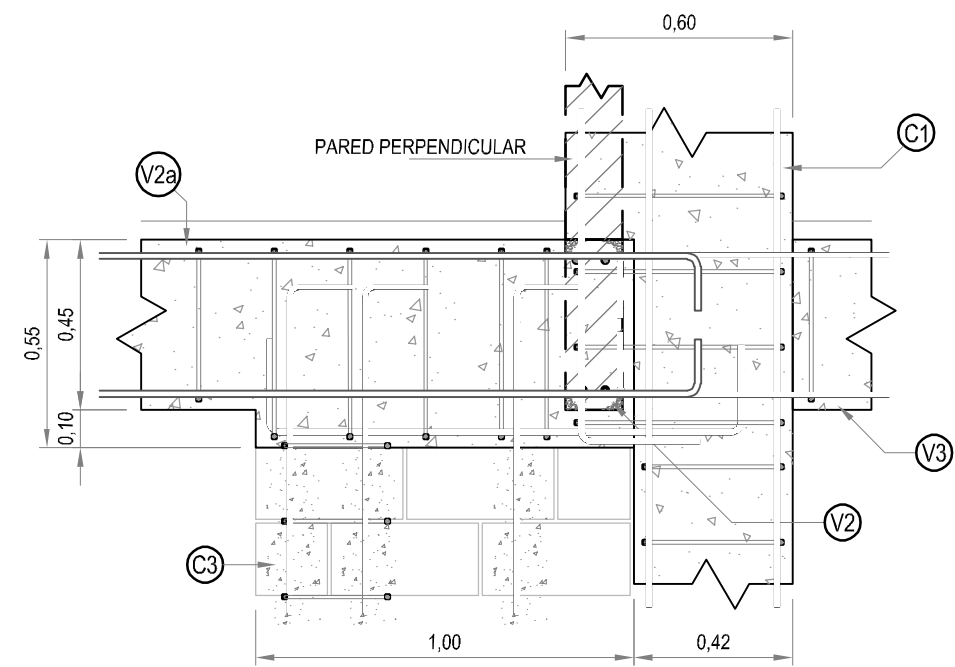 0,60
C1
PARED PERPENDICULAR
V2a
0,55
0,45
0,10
V3
V2
C3
1,00
0,42